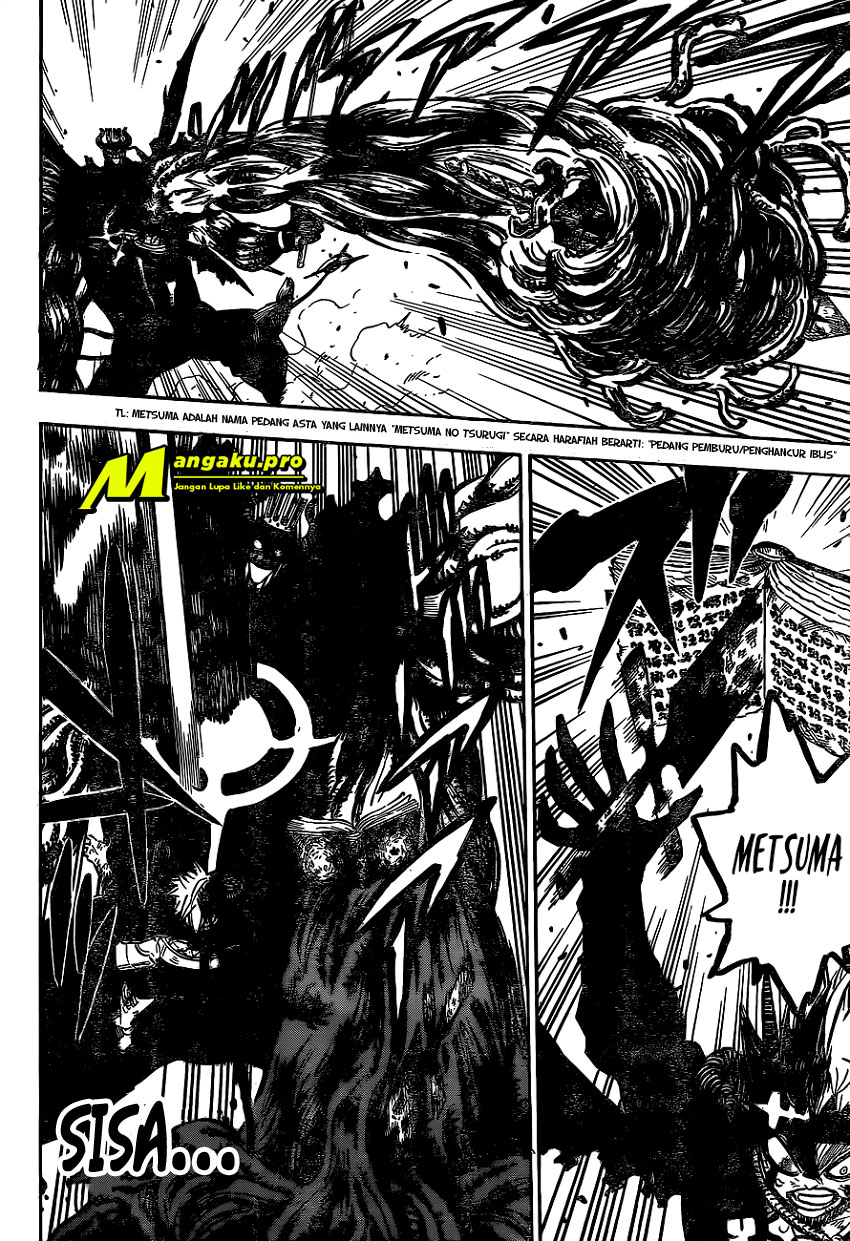 TL: METSUMA ADALAH NAMA PEDANG ASTA YANG LAINNYA "METSUMA NO TSURUGI" SECARA HARAFIAH BERARTI: "PEDANG PEMBURU/PENGHANCUR IBLIS"
Mangaku.pro
Jangan Lupa Like dan Komennya
METSUMA
!!!
SISA...